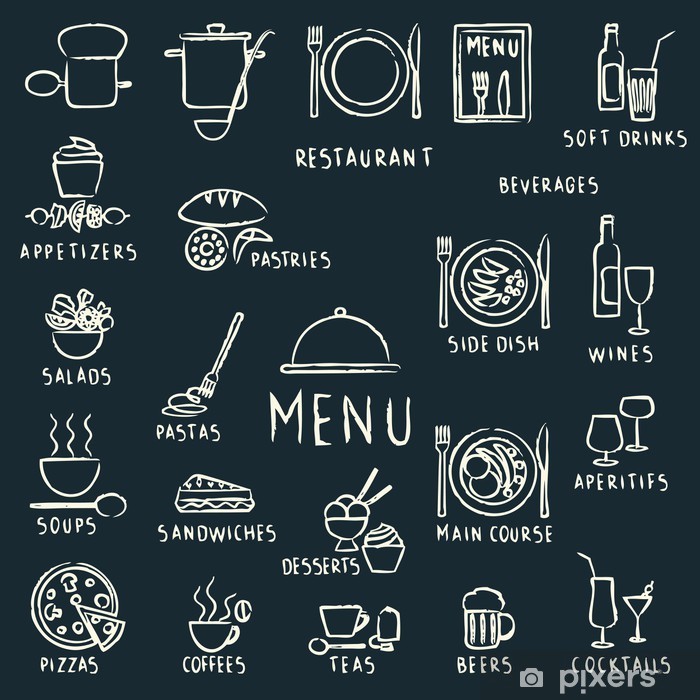 MENU
SOFT DRINKS
RESTAURANT
BEVERAGES
APPETIZERS
PASTRIES
SIDE DISH
WINES
SALADS
MENU
PASTAS
APERITIFS
SOUPS
SANDWICHES
MAIN COURSE
DESSERTS
PIZZAS
COFFEES
TEAS
BEERS
COCKTAILS
pixers